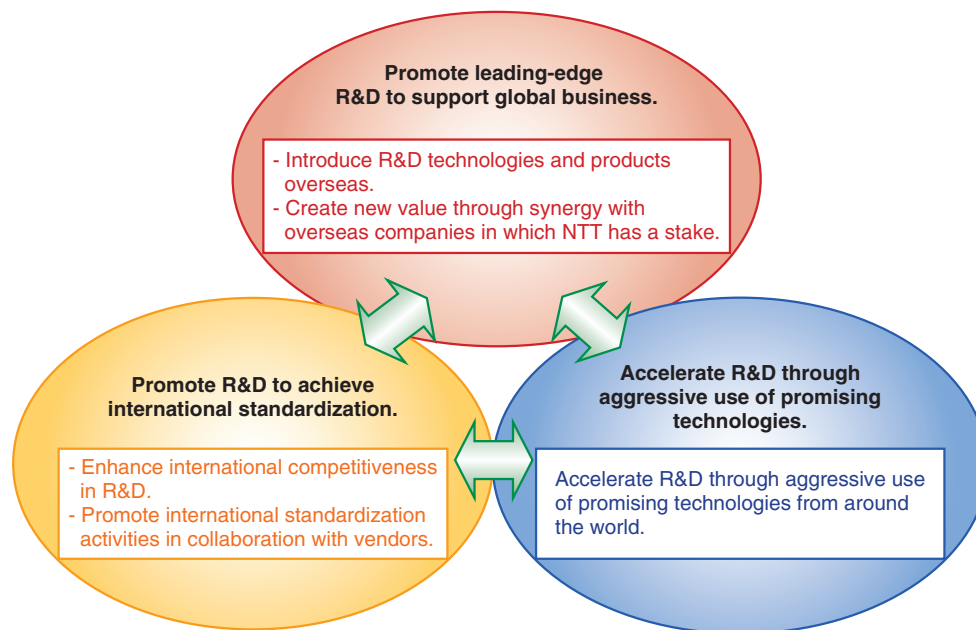 Promote leading-edge
R&D to support global business.
- Introduce R&D technologies and products
overseas.
- Create new value through synergy with
overseas companies in which NTT has a stake.
Promote R&D to achieve
international standardization.
- Enhance international competitiveness
in R&D.
- Promote international standardization
activities in collaboration with vendors.
Accelerate R&D through
aggressive use of promising
technologies.
Accelerate R&D through aggressive use
of promising technologies from around
the world.